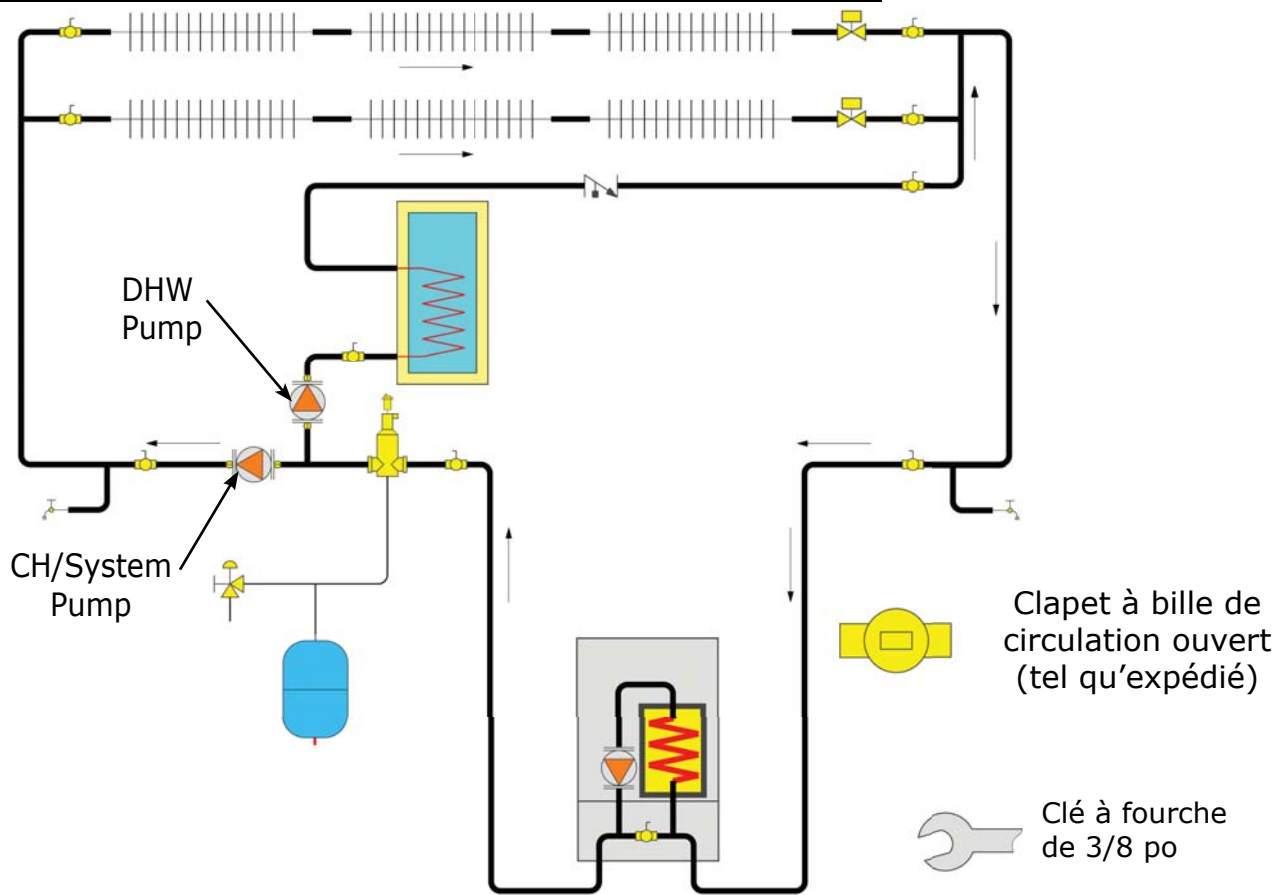 DHW
Pump
CH/System
Pump
Clapet à bille de
circulation ouvert
(tel qu’expédié)
Clé à fourche
de 3/8 po